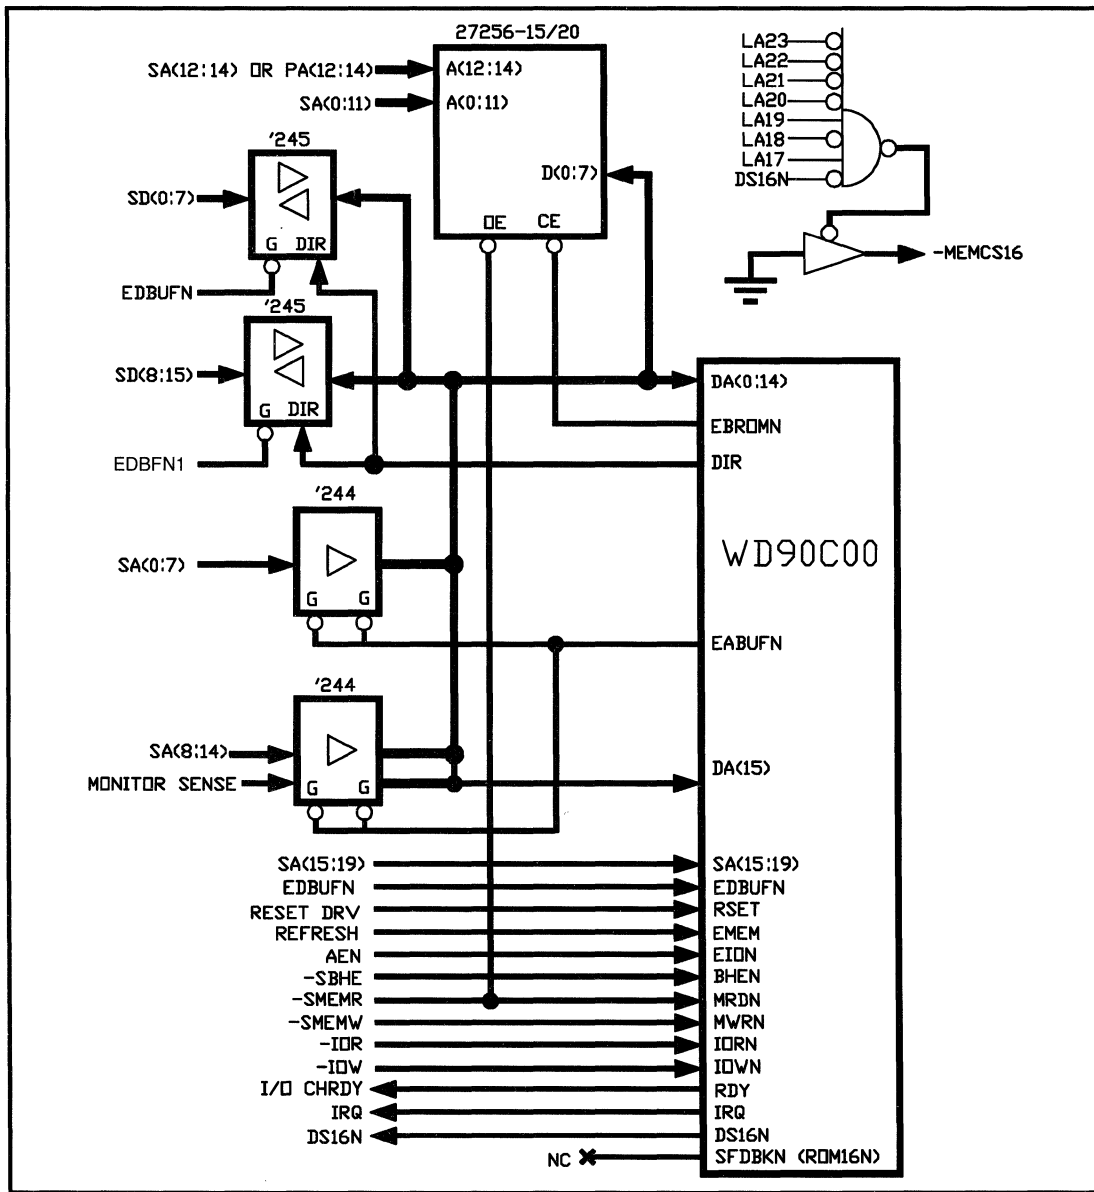 27256-15/20
SA(12:14) OR PA(12:14)
A(12:14)
SA(0:11)
A(0:11)
D(0:7)
OE
CE
LA23
LA22
LA21
LA20
LA19
LA18
LA17
DS16N
-MEMCS16
'245
SD(0:7)
G DIR
EDBUFN
'245
SD(8:15)
G DIR
EDBFN1
DA(0:14)
EBROMN
DIR
WD90C00
'244
SA(0:7)
G G
EABUFN
'244
SA(8:14)
MONITOR SENSE
G G
DA(15)
SA(15:19) SA(15:19)
EDBUFN EDBUFN
RESET DRV RSET
REFRESH EMEM
AEN EION
-SBHE BHEN
-SMEMR MRDN
-SMEMW MWRN
-IOR IORN
-IOW IOWN
I/O CHRDY RDY
IRQ IRQ
DS16N DS16N
NC SFDBKN (ROM16N)